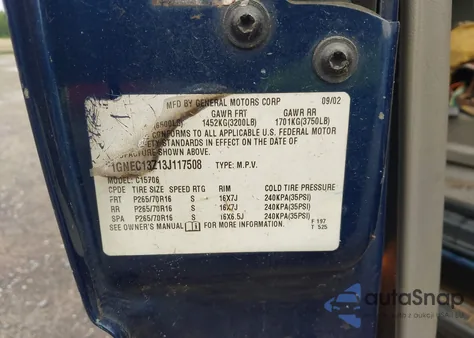 MFD BY GENERAL MOTORS CORP 09/02
GAWR FRT GAWR RR
1452KG(3200LB) 1701KG(3750LB)
CONFORMS TO ALL APPLICABLE U.S. FEDERAL MOTOR
SAFETY STANDARDS IN EFFECT ON THE DATE OF
MANUFACTURE SHOWN ABOVE.
1GNEC13Z13J117508 TYPE: M.P.V.
MODEL: C15706
TIRE SIZE SPEED RTG RIM COLD TIRE PRESSURE
FRT P265/70R16 S 16X7J 240KPA(35PSI)
RR P265/70R16 S 16X7J 240KPA(35PSI)
SPA P265/70R16 S 16X6.5J 240KPA(35PSI)
SEE OWNER'S MANUAL FOR MORE INFORMATION. F 197
T 525
autoSnap